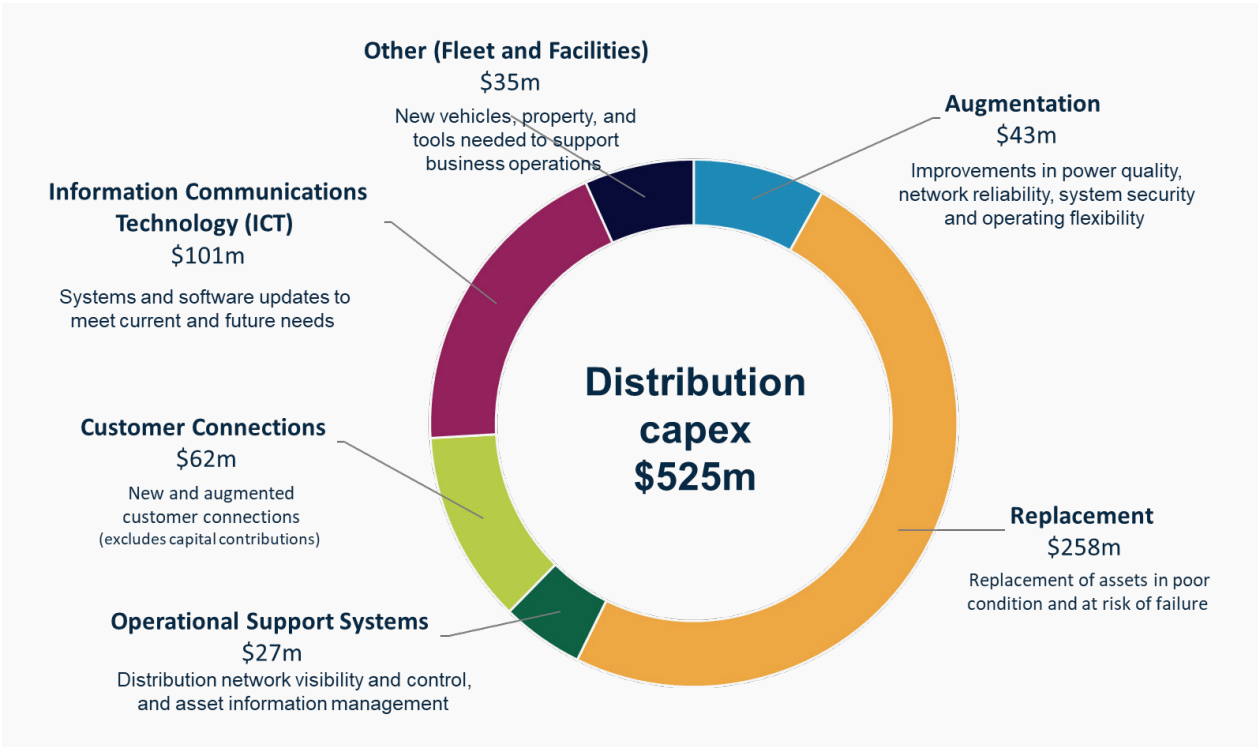 Other (Fleet and Facilities)
$35m
New vehicles, property, and
tools needed to support
business operations
Augmentation
$43m
Improvements in power quality,
network reliability, system security
and operating flexibility
Information Communications
Technology (ICT)
$101m
Systems and software updates to
meet current and future needs
Distribution
capex
$525m
Customer Connections
$62m
New and augmented
customer connections
(excludes capital contributions)
Replacement
$258m
Replacement of assets in poor
condition and at risk of failure
Operational Support Systems
$27m
Distribution network visibility and control,
and asset information management